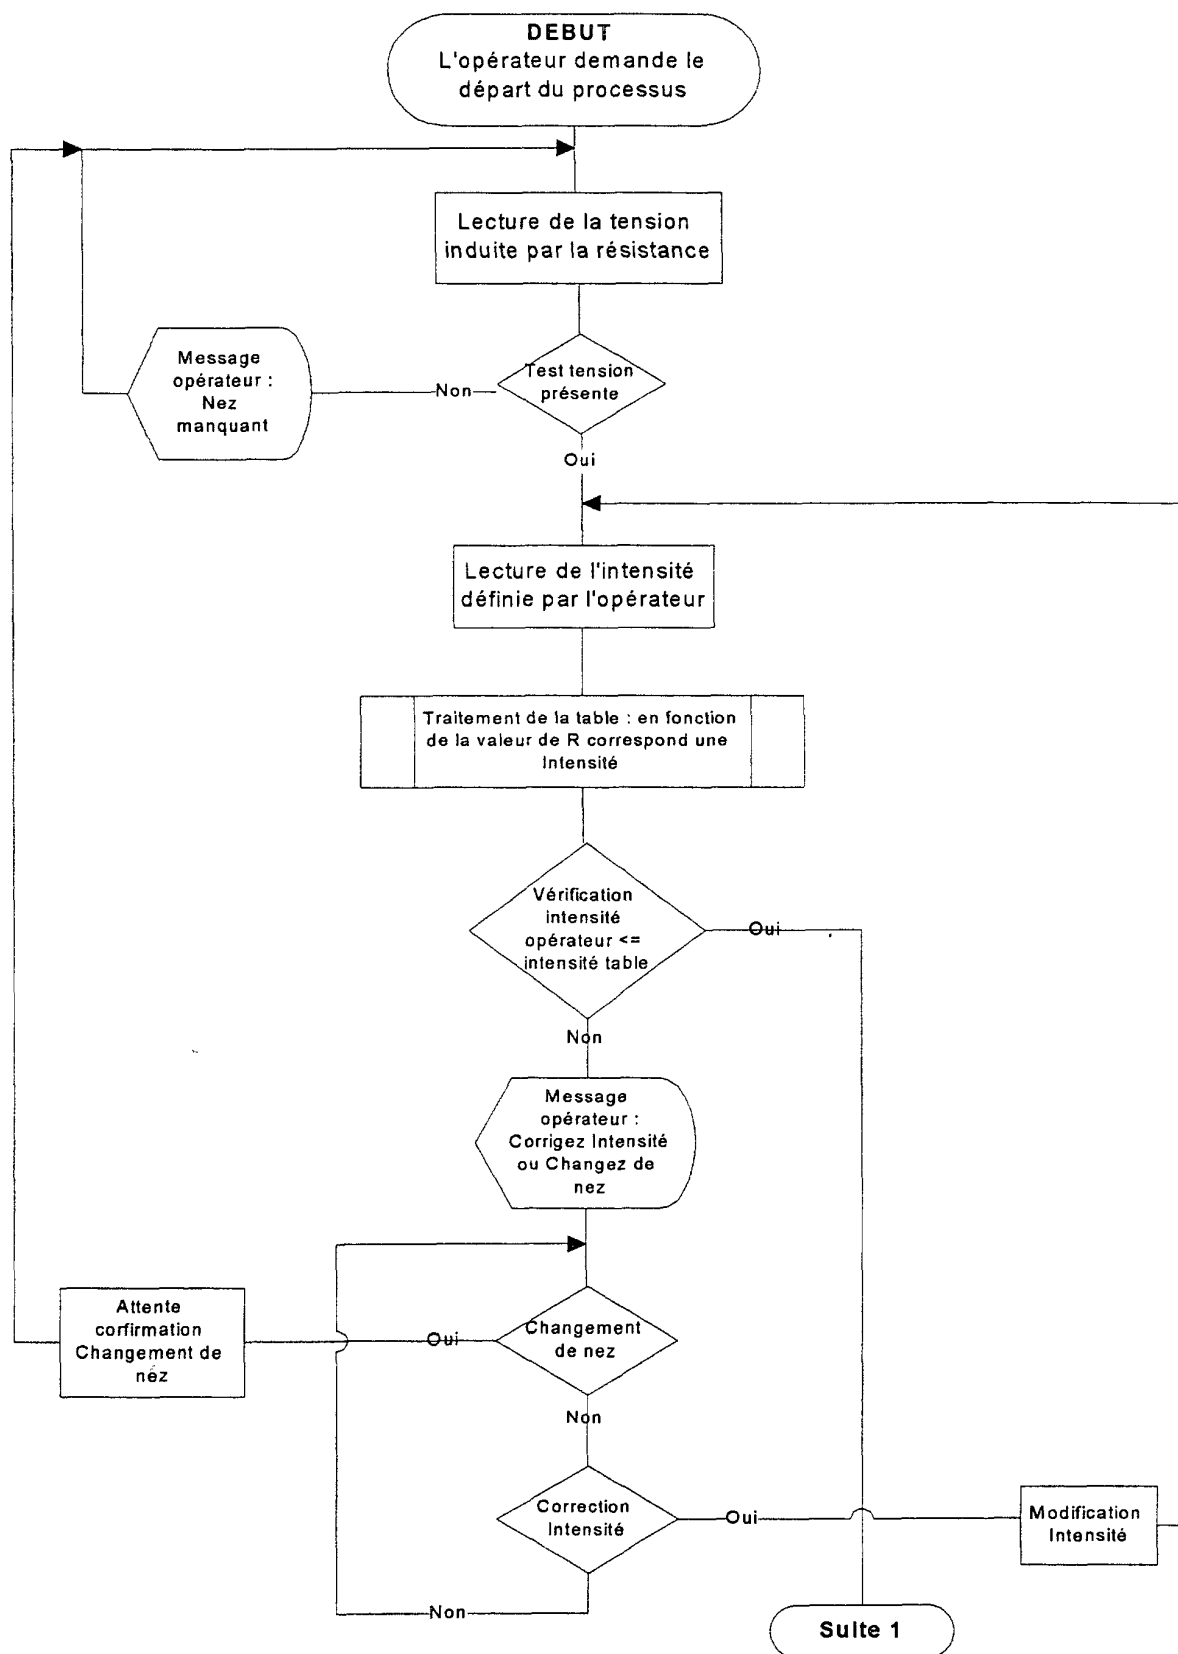 DEBUT
L'opérateur demande le
départ du processus
Lecture de la tension
induite par la résistance
Message
opérateur :
Nez
manquant
Non
Test tension
présente
Oui
Lecture de l'intensité
définie par l'opérateur
Traitement de la table : en fonction
de la valeur de R correspond une
Intensité
Vérification
intensité
opérateur <=
intensité table
Oui
Non
Message
opérateur :
Corrigez Intensité
ou Changez de
nez
Attente
corfirmation
Changement de
nez
Oui
Changement
de nez
Non
Correction
Intensité
Oui
Modification
Intensité
Non
Suite 1